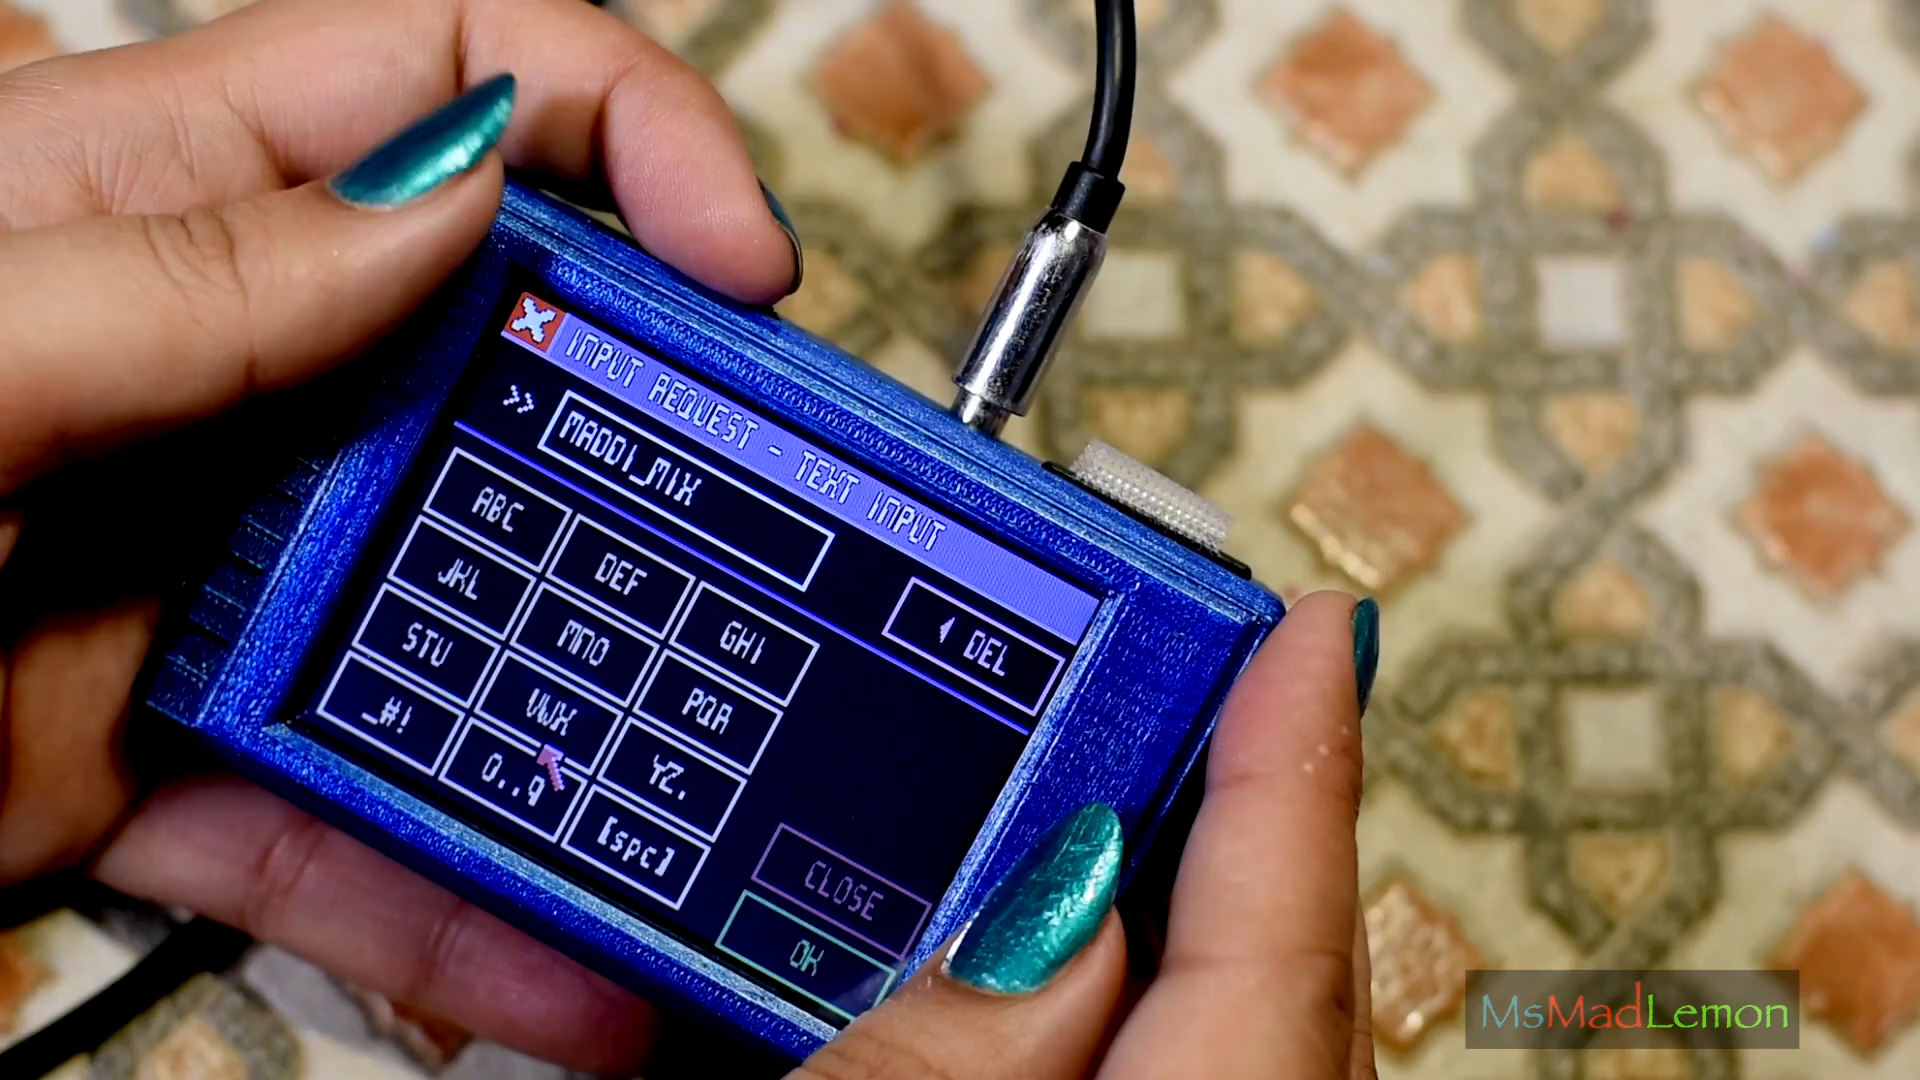 INPUT REQUEST - TEXT INPUT
>> MADDI_MIX
◀ DEL
ABC DEF GHI
JKL MNO PQR
STU VWX YZ.
_#! 0..9 [spc]
CLOSE
OK
MsMadLemon